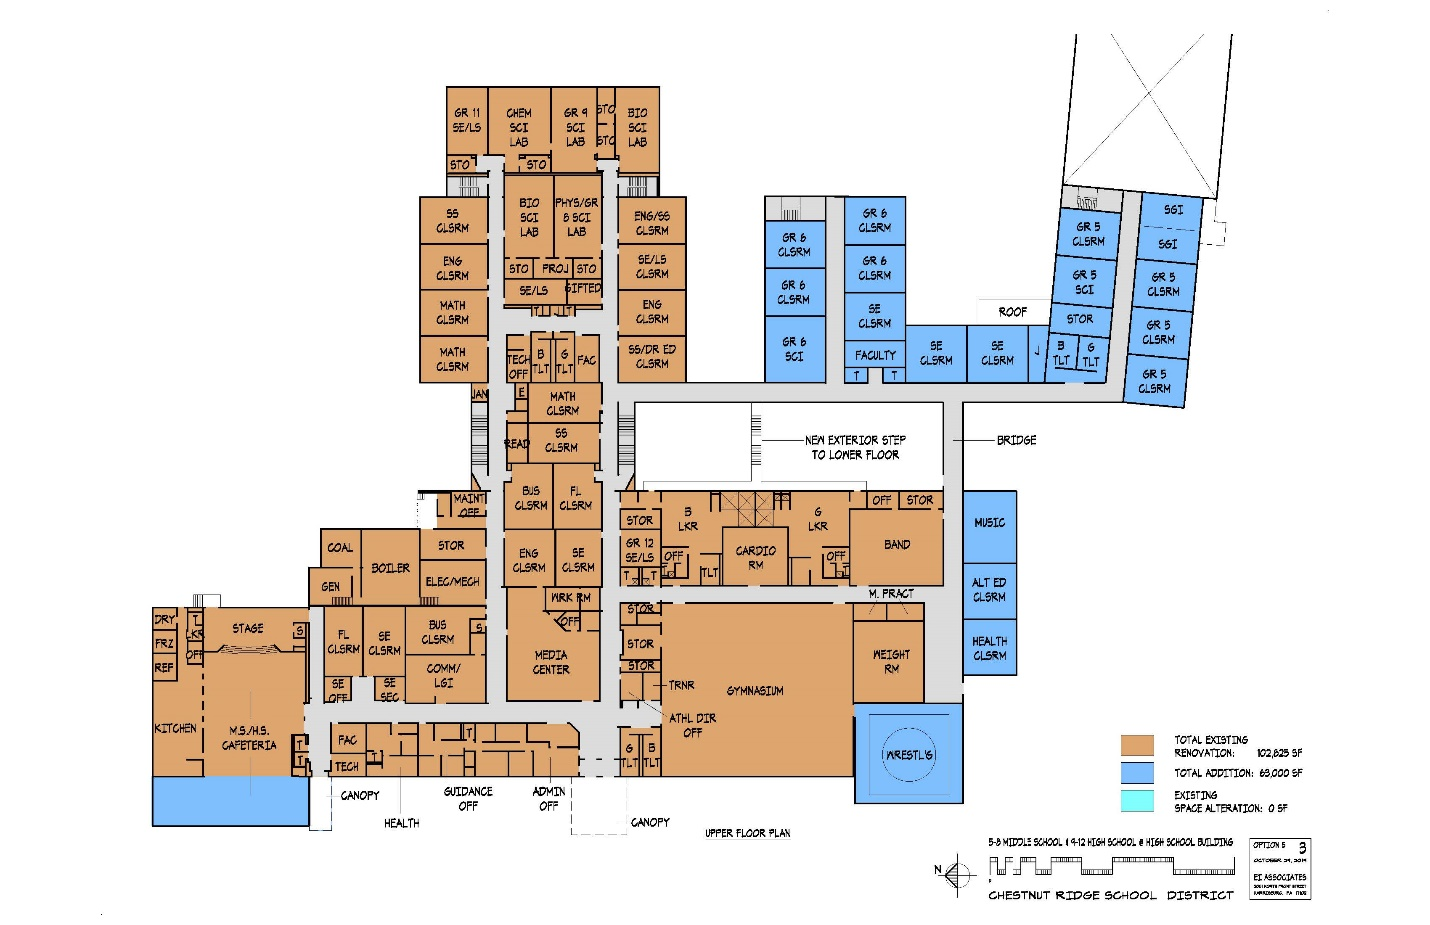 GR 11
SE/LS
CHEM
SCI
LAB
GR 9
SCI
LAB
STO
STO
BIO
SCI
LAB
STO
STO
SS
CLSRM
BIO
SCI
LAB
PHYS/GR
8 SCI
LAB
ENG/SS
CLSRM
ENG
CLSRM
SE/LS
CLSRM
STO
PROJ
STO
SE/LS
GIFTED
MATH
CLSRM
T
J
T
ENG
CLSRM
MATH
CLSRM
TECH
OFF
B
TLT
G
TLT
FAC
SS/DR ED
CLSRM
JAN
E
MATH
CLSRM
READ
SS
CLSRM
GR 6
CLSRM
GR 6
CLSRM
GR 6
CLSRM
GR 6
CLSRM
GR 6
SCI
SE
CLSRM
FACULTY
T
T
SE
CLSRM
SE
CLSRM
J
ROOF
GR 5
CLSRM
SGI
SGI
GR 5
SCI
GR 5
CLSRM
STOR
GR 5
CLSRM
B
TLT
G
TLT
GR 5
CLSRM
NEW EXTERIOR STEP
TO LOWER FLOOR
BRIDGE
MAINT
OFF
BUS
CLSRM
FL
CLSRM
STOR
B
LKR
G
LKR
OFF
STOR
MUSIC
COAL
BOILER
STOR
ELEC/MECH
GEN
ENG
CLSRM
SE
CLSRM
GR 12
SE/LS
T
T
OFF
TLT
CARDIO
RM
OFF
BAND
ALT ED
CLSRM
M. PRACT
WRK RM
OFF
STOR
DRY
T
LKR
STAGE
S
FRZ
OFF
REF
FL
CLSRM
SE
CLSRM
BUS
CLSRM
S
COMM/
LGI
MEDIA
CENTER
STOR
STOR
GYMNASIUM
WEIGHT
RM
HEALTH
CLSRM
SE
OFF
SE
SEC
TRNR
ATHL DIR
OFF
KITCHEN
M.S./H.S.
CAFETERIA
T
T
FAC
TECH
T
T
G
TLT
B
TLT
WRESTL'G
CANOPY
HEALTH
GUIDANCE
OFF
ADMIN
OFF
CANOPY
UPPER FLOOR PLAN
TOTAL EXISTING
RENOVATION: 102,825 SF
TOTAL ADDITION: 63,000 SF
EXISTING
SPACE ALTERATION: 0 SF
N
5-8 MIDDLE SCHOOL & 9-12 HIGH SCHOOL @ HIGH SCHOOL BUILDING
CHESTNUT RIDGE SCHOOL DISTRICT
OPTION 5
3
OCTOBER 29, 2014
EI ASSOCIATES
HARRISBURG, PA 17102